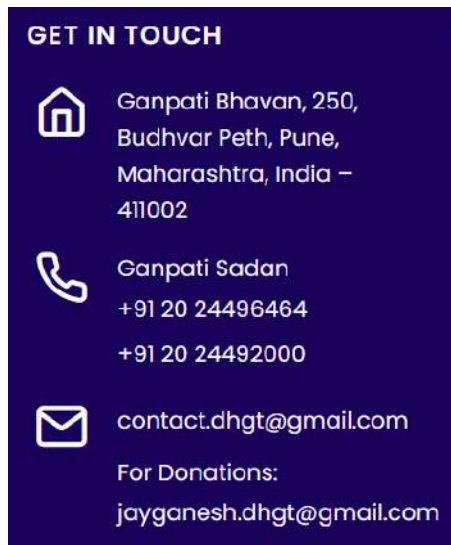 GET IN TOUCH
Ganpati Bhavan, 250,
Budhvar Peth, Pune,
Maharashtra, India –
411002
Ganpati Sadan
+91 20 24496464
+91 20 24492000
contact.dhgt@gmail.com
For Donations:
jayganesh.dhgt@gmail.com